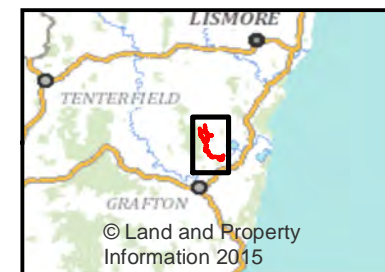 LISMORE
TENTERFIELD
GRAFTON
© Land and Property
Information 2015